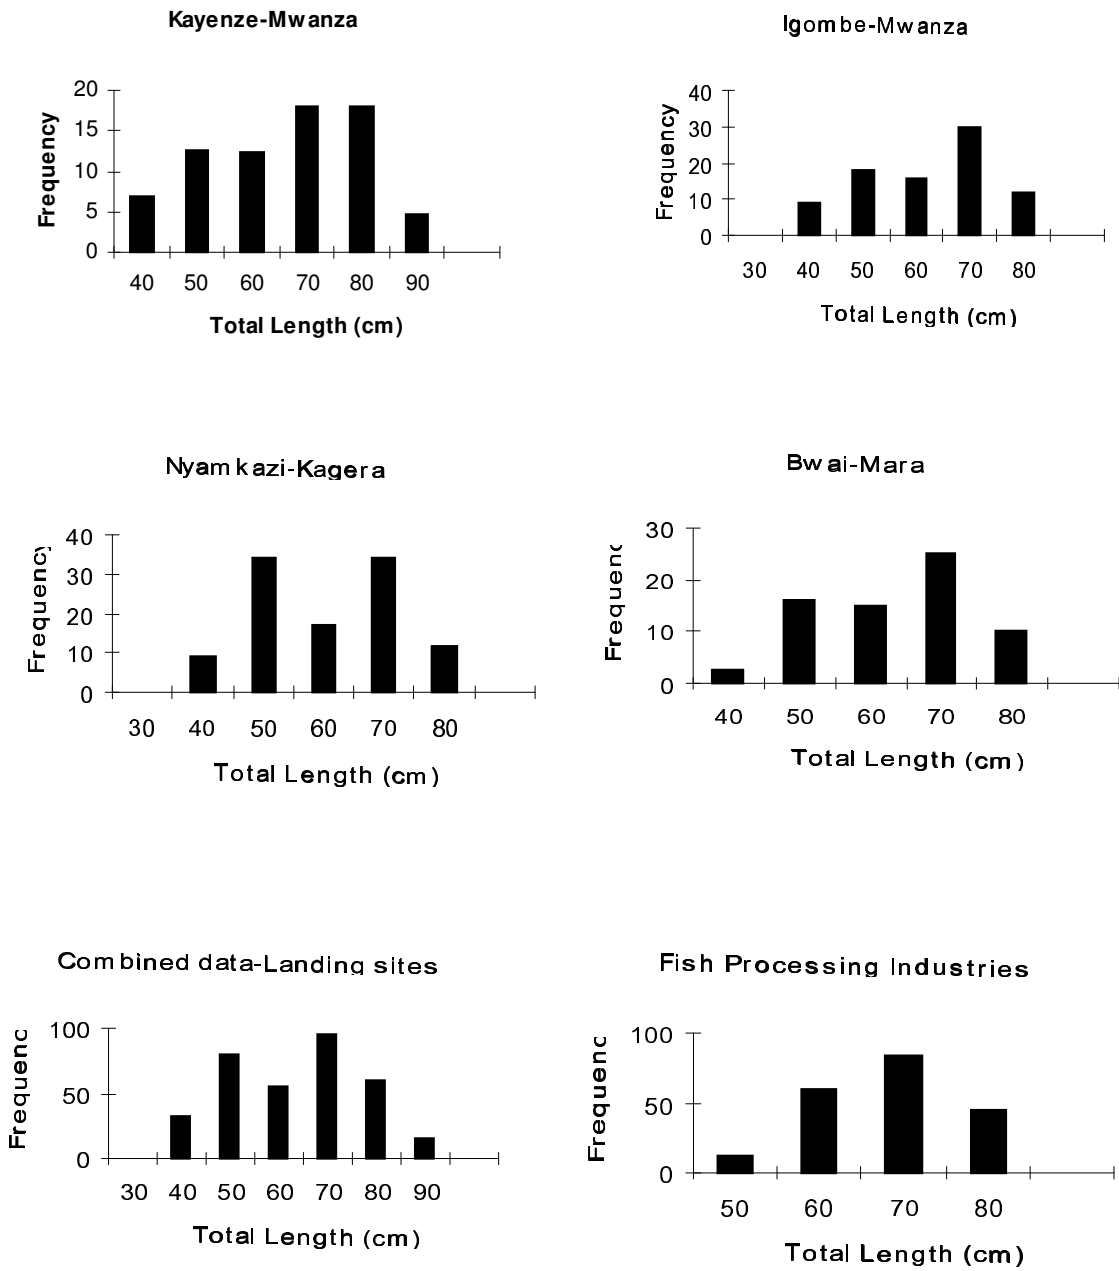 Kayenze-Mwanza
Frequency
20
15
10
5
0
40 50 60 70 80 90
Total Length (cm)
Igombe-Mwanza
Frequency
40
30
20
10
0
30 40 50 60 70 80
Total Length (cm)
Nyamkazi-Kagera
Frequency
40
30
20
10
0
30 40 50 60 70 80
Total Length (cm)
Bwai-Mara
Frequenc
30
20
10
0
40 50 60 70 80
Total Length (cm)
Combined data-Landing sites
Frequenc
100
50
0
30 40 50 60 70 80 90
Total Length (cm)
Fish Processing Industries
Frequenc
100
50
0
50 60 70 80
Total Length (cm)